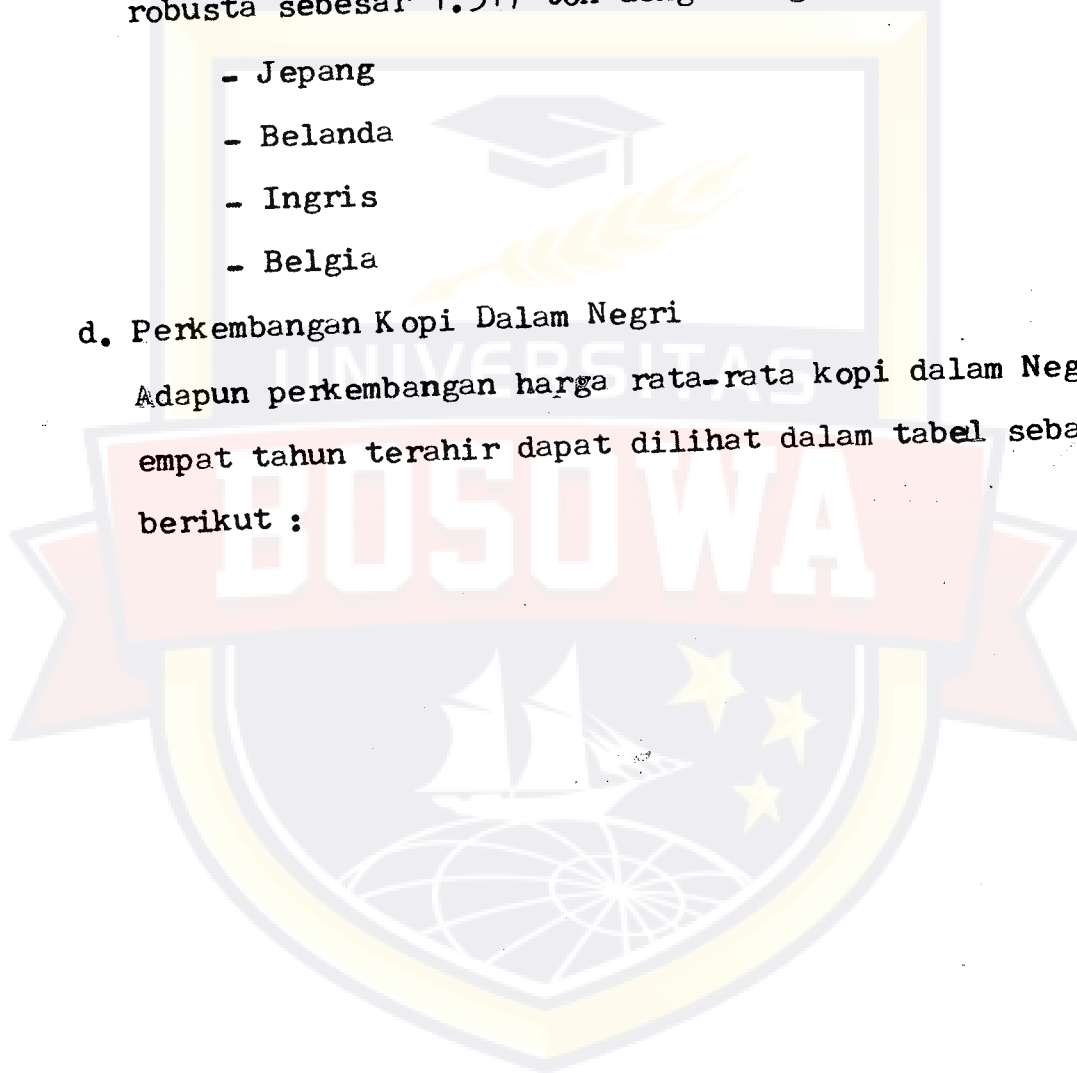 robusta sebesar
- Jepang
- Belanda
- Ingris
- Belgia
d. Perkembangan Kopi Dalam Negri
Adapun perkembangan harga rata-rata kopi dalam Neg
empat tahun terahir dapat dilihat dalam tabel seba
berikut :
UNIVERSITAS
BOSOWA